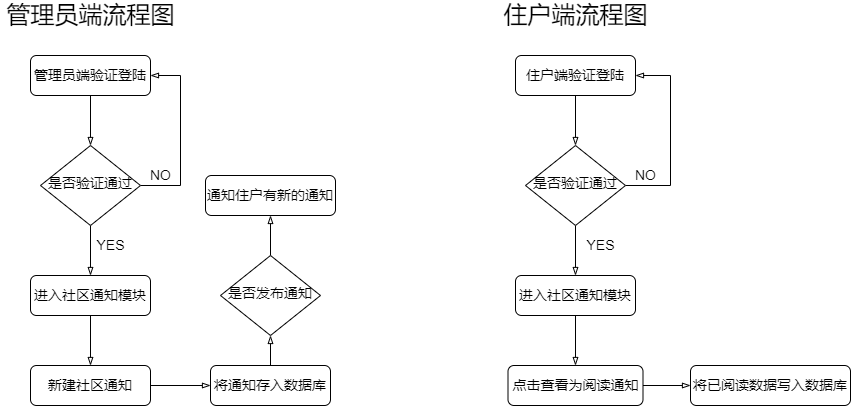 管理员端流程图
管理员端验证登陆
是否验证通过
NO
YES
进入社区通知模块
新建社区通知
将通知存入数据库
是否发布通知
通知住户有新的通知
住户端流程图
住户端验证登陆
是否验证通过
NO
YES
进入社区通知模块
点击查看为阅读通知
将已阅读数据写入数据库